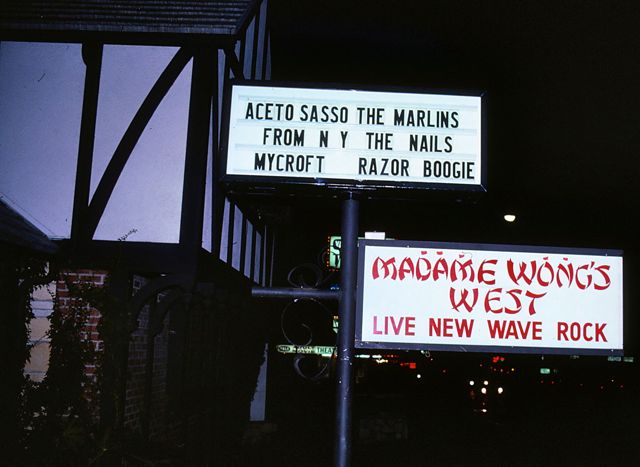 ACETO SASSO THE MARLINS
FROM N Y THE NAILS
MYCROFT RAZOR BOOGIE
MADAME WONG'S
WEST
LIVE NEW WAVE ROCK